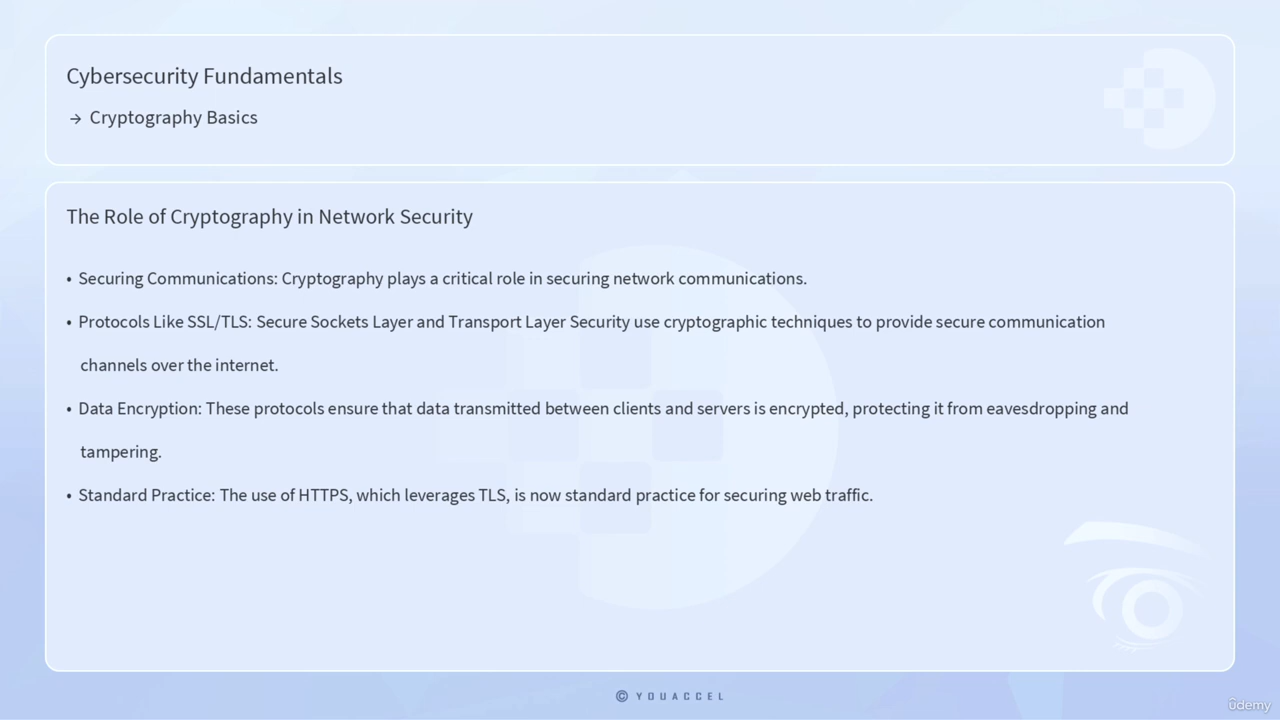 Cybersecurity Fundamentals
→ Cryptography Basics
The Role of Cryptography in Network Security
• Securing Communications: Cryptography plays a critical role in securing network communications.
• Protocols Like SSL/TLS: Secure Sockets Layer and Transport Layer Security use cryptographic techniques to provide secure communication
channels over the internet.
• Data Encryption: These protocols ensure that data transmitted between clients and servers is encrypted, protecting it from eavesdropping and
tampering.
• Standard Practice: The use of HTTPS, which leverages TLS, is now standard practice for securing web traffic.
© YOUACCEL
ûdemy